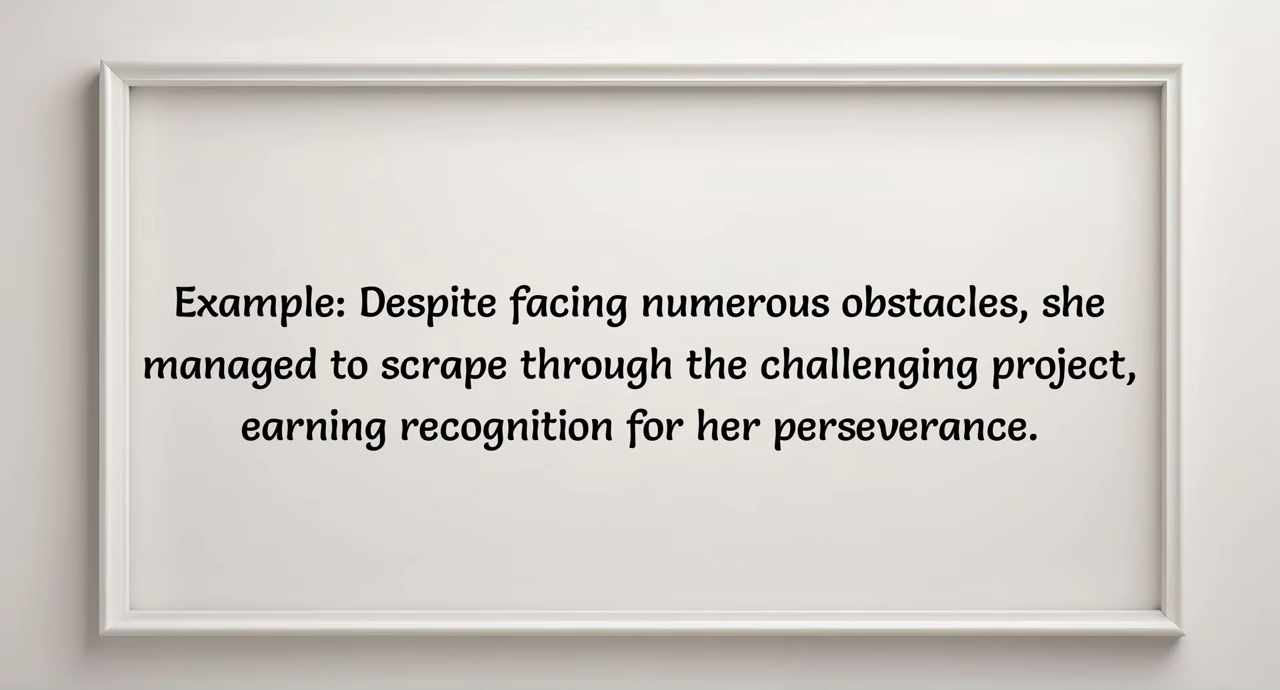 Example: Despite facing numerous obstacles, she
managed to scrape through the challenging project,
earning recognition for her perseverance.